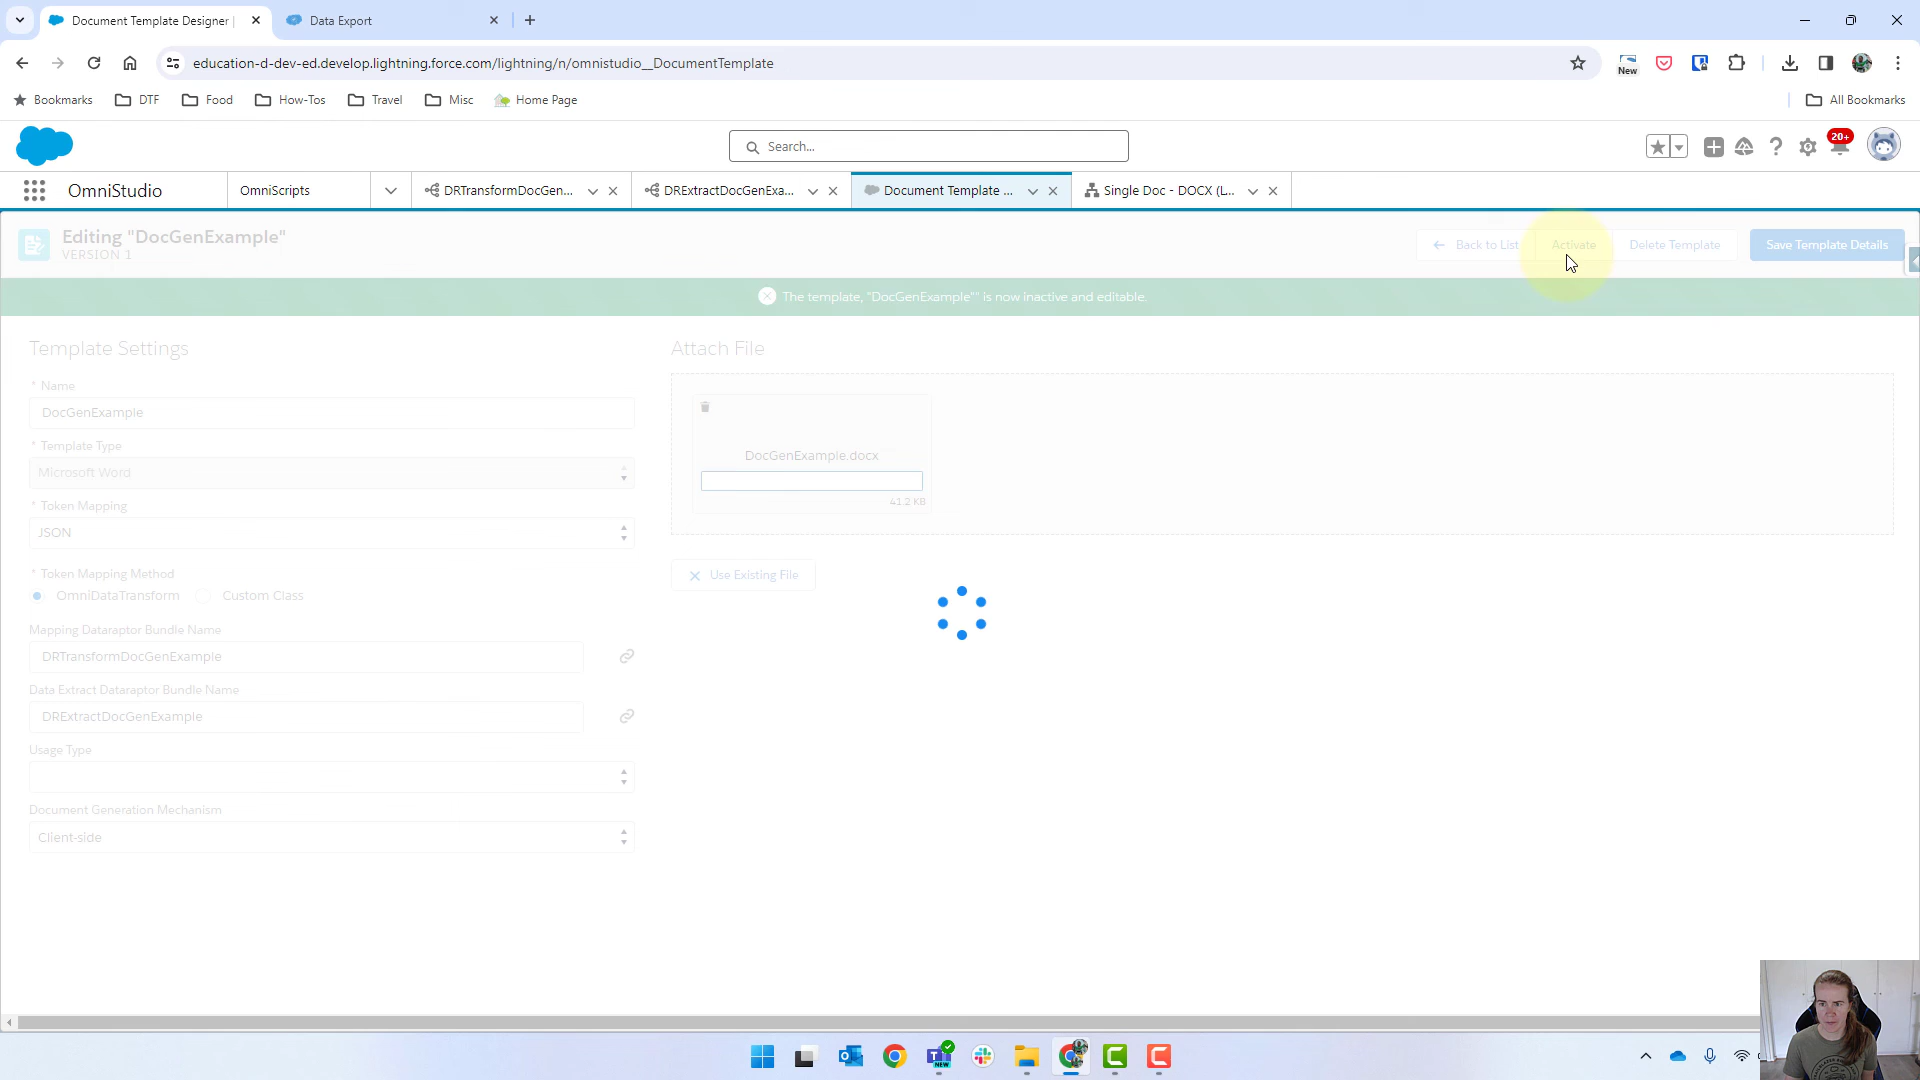 Document Template Designer |
Data Export
education-d-dev-ed.develop.lightning.force.com/lightning/n/omnistudio__DocumentTemplate
New
Bookmarks
DTF
Food
How-Tos
Travel
Misc
Home Page
All Bookmarks
Search...
20+
OmniStudio
OmniScripts
DRTransformDocGen...
DRExtractDocGenExa...
Document Template ...
Single Doc - DOCX (L...
Editing "DocGenExample"
VERSION 1
Back to List
Activate
Delete Template
Save Template Details
The template, "DocGenExample"" is now inactive and editable.
Template Settings
Attach File
* Name
DocGenExample
* Template Type
Microsoft Word
* Token Mapping
JSON
* Token Mapping Method
OmniDataTransform
Custom Class
Mapping Dataraptor Bundle Name
DRTransformDocGenExample
Data Extract Dataraptor Bundle Name
DRExtractDocGenExample
Usage Type
Document Generation Mechanism
Client-side
DocGenExample.docx
41.2 KB
Use Existing File
NEW